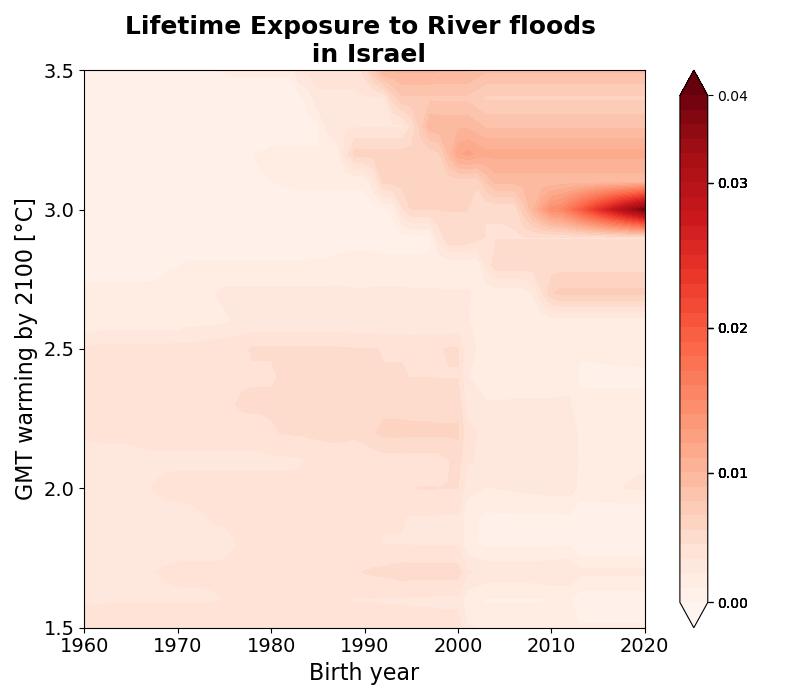 Lifetime Exposure to River floods
in Israel
3.5
3.0
2.5
2.0
1.5
GMT warming by 2100 [°C]
1960 1970 1980 1990 2000 2010 2020
Birth year
0.04
0.03
0.02
0.01
0.00